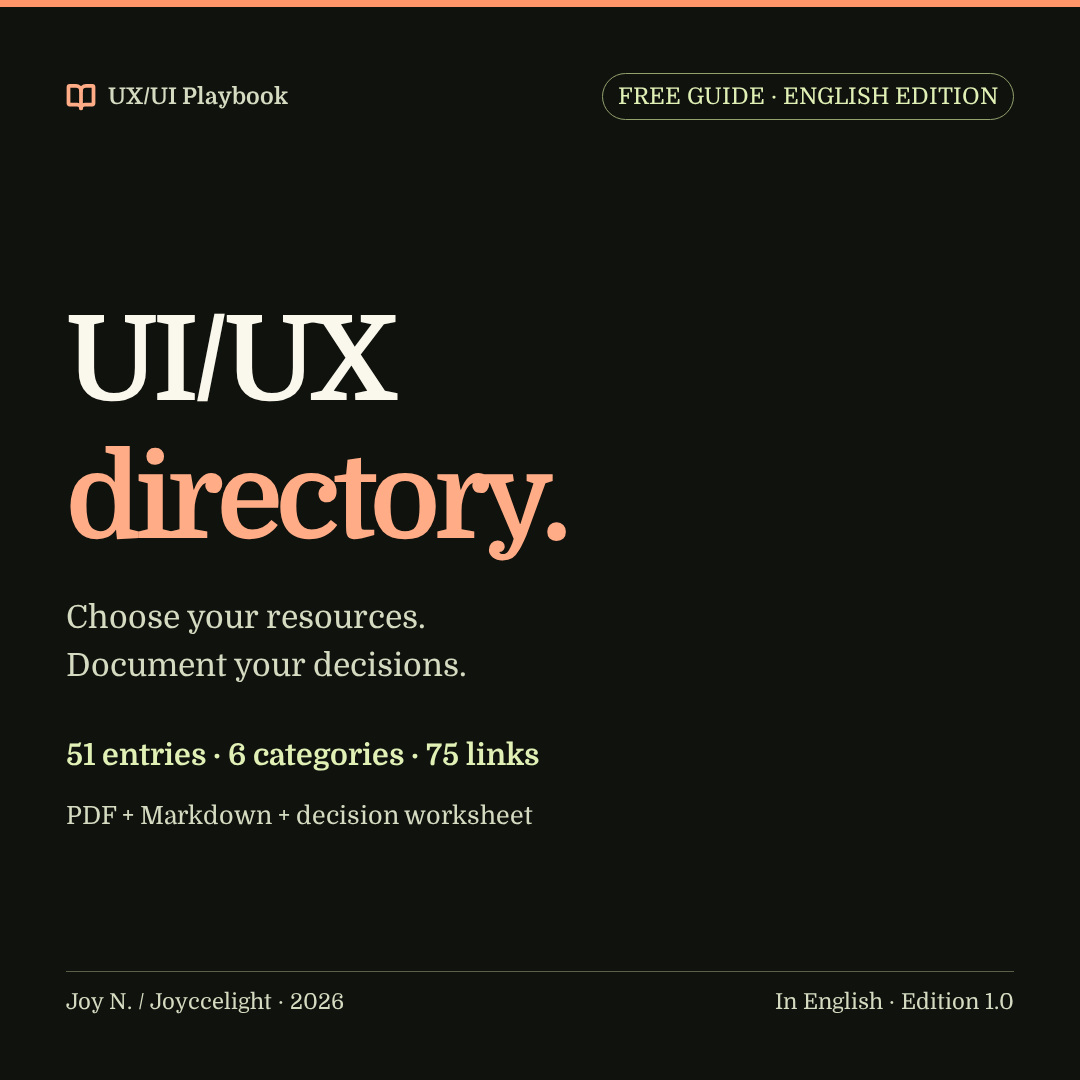 UX/UI Playbook
FREE GUIDE · ENGLISH EDITION
UI/UX
directory.
Choose your resources.
Document your decisions.
51 entries · 6 categories · 75 links
PDF + Markdown + decision worksheet
Joy N. / Joyccelight · 2026
In English · Edition 1.0